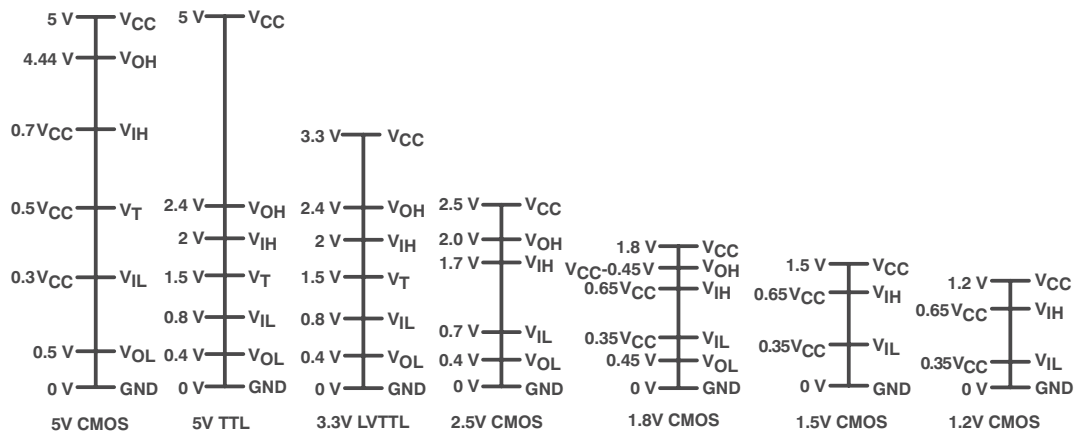 5 V VCC
4.44 V VOH
0.7VCC VIH
0.5VCC VT
0.3VCC VIL
0.5 V VOL
0 V GND
5V CMOS
5 V VCC
2.4 V VOH
2 V VIH
1.5 V VT
0.8 V VIL
0.4 V VOL
0 V GND
5V TTL
3.3 V VCC
2.4 V VOH
2 V VIH
1.5 V VT
0.8 V VIL
0.4 V VOL
0 V GND
3.3V LVTTL
2.5 V VCC
2.0 V VOH
1.7 V VIH
0.7 V VIL
0.4 V VOL
0 V GND
2.5V CMOS
1.8 V VCC
VCC-0.45V VOH
0.65VCC VIH
0.35VCC VIL
0.45 V VOL
0 V GND
1.8V CMOS
1.5 V VCC
0.65VCC VIH
0.35VCC VIL
0 V GND
1.5V CMOS
1.2 V VCC
0.65VCC VIH
0.35VCC VIL
0 V GND
1.2V CMOS